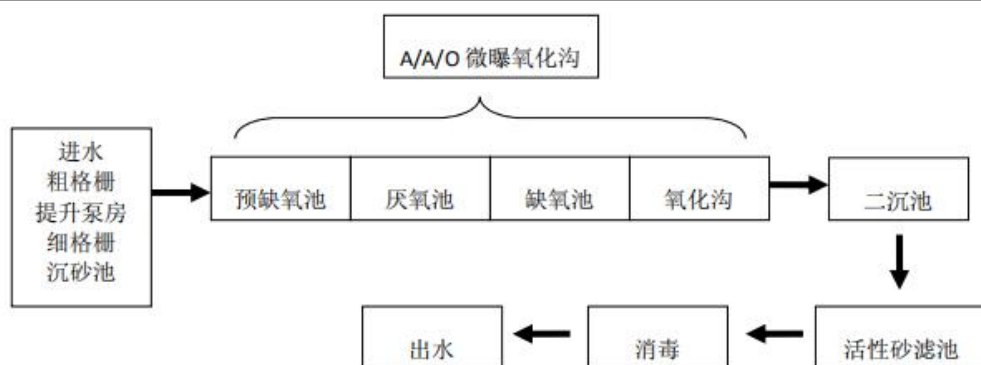 A/A/O 微曝氧化沟
进水
粗格栅
提升泵房
细格栅
沉砂池
预缺氧池
厌氧池
缺氧池
氧化沟
二沉池
出水
消毒
活性砂滤池